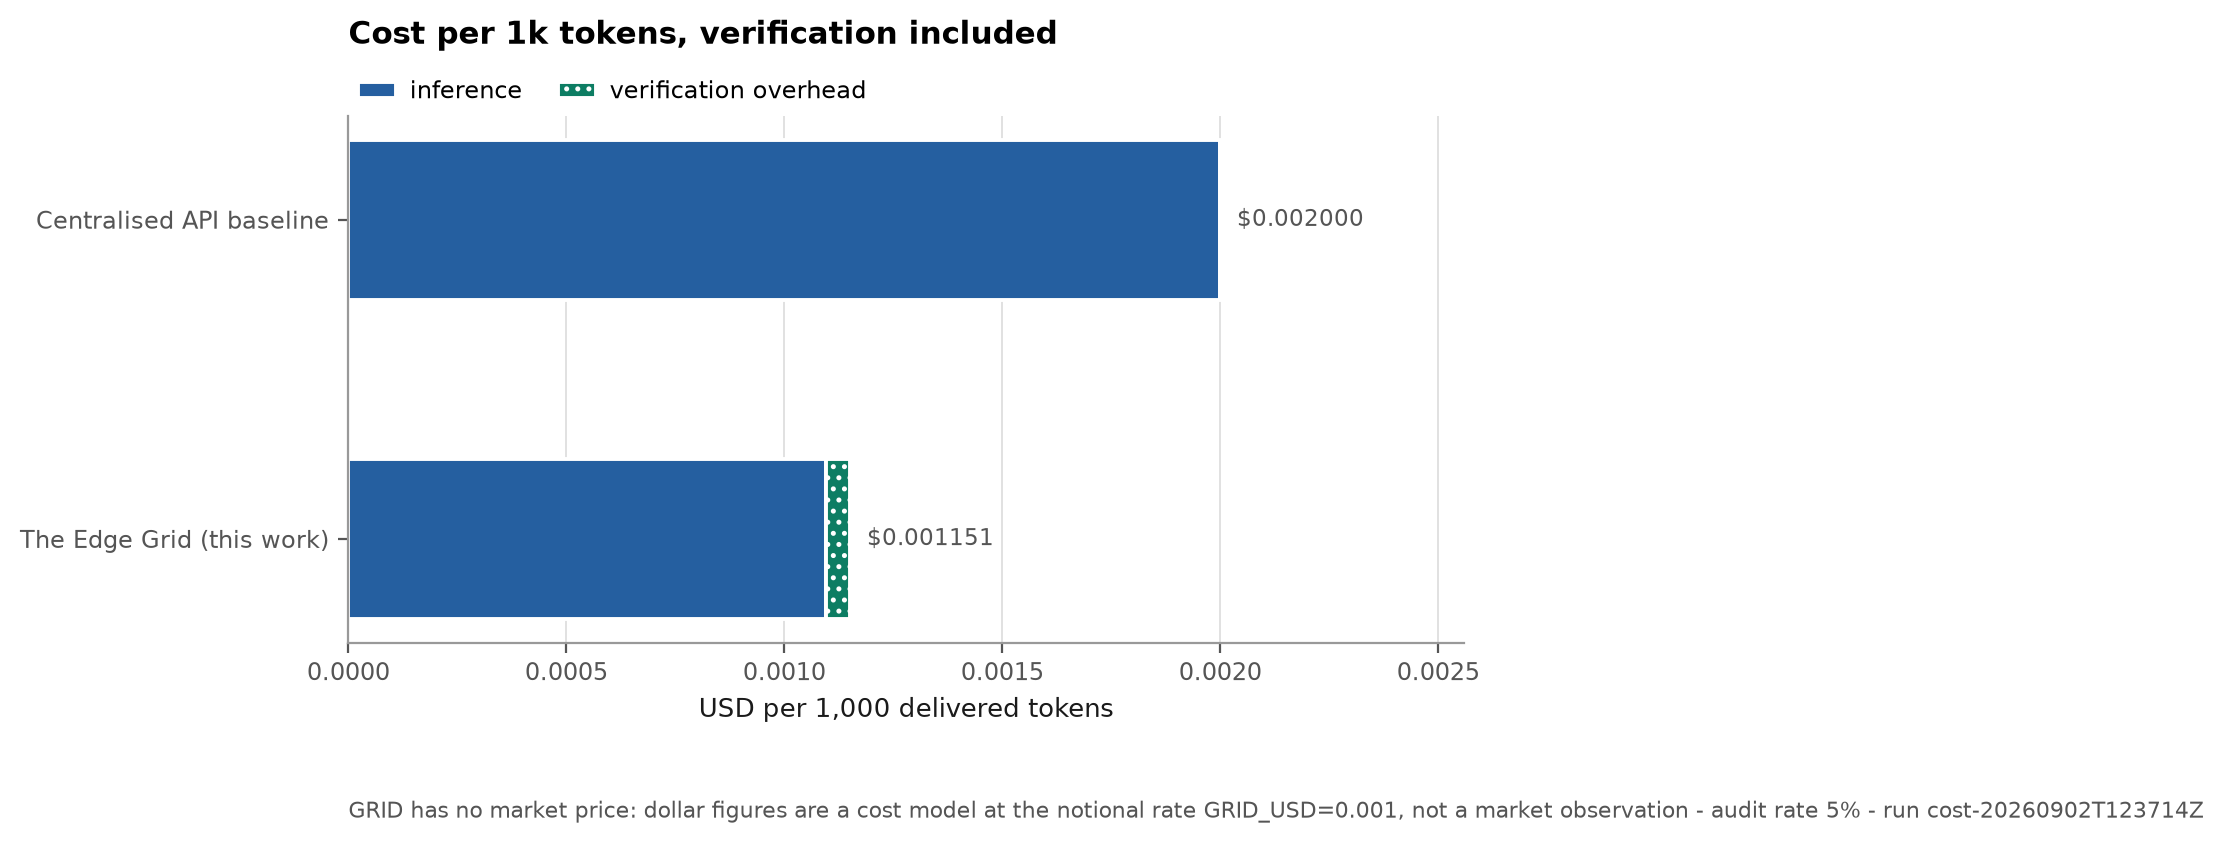 Cost per 1k tokens, verification included
inference
verification overhead
Centralised API baseline
$0.002000
The Edge Grid (this work)
$0.001151
0.0000
0.0005
0.0010
0.0015
0.0020
0.0025
USD per 1,000 delivered tokens
GRID has no market price: dollar figures are a cost model at the notional rate GRID_USD=0.001, not a market observation - audit rate 5% - run cost-20260902T123714Z